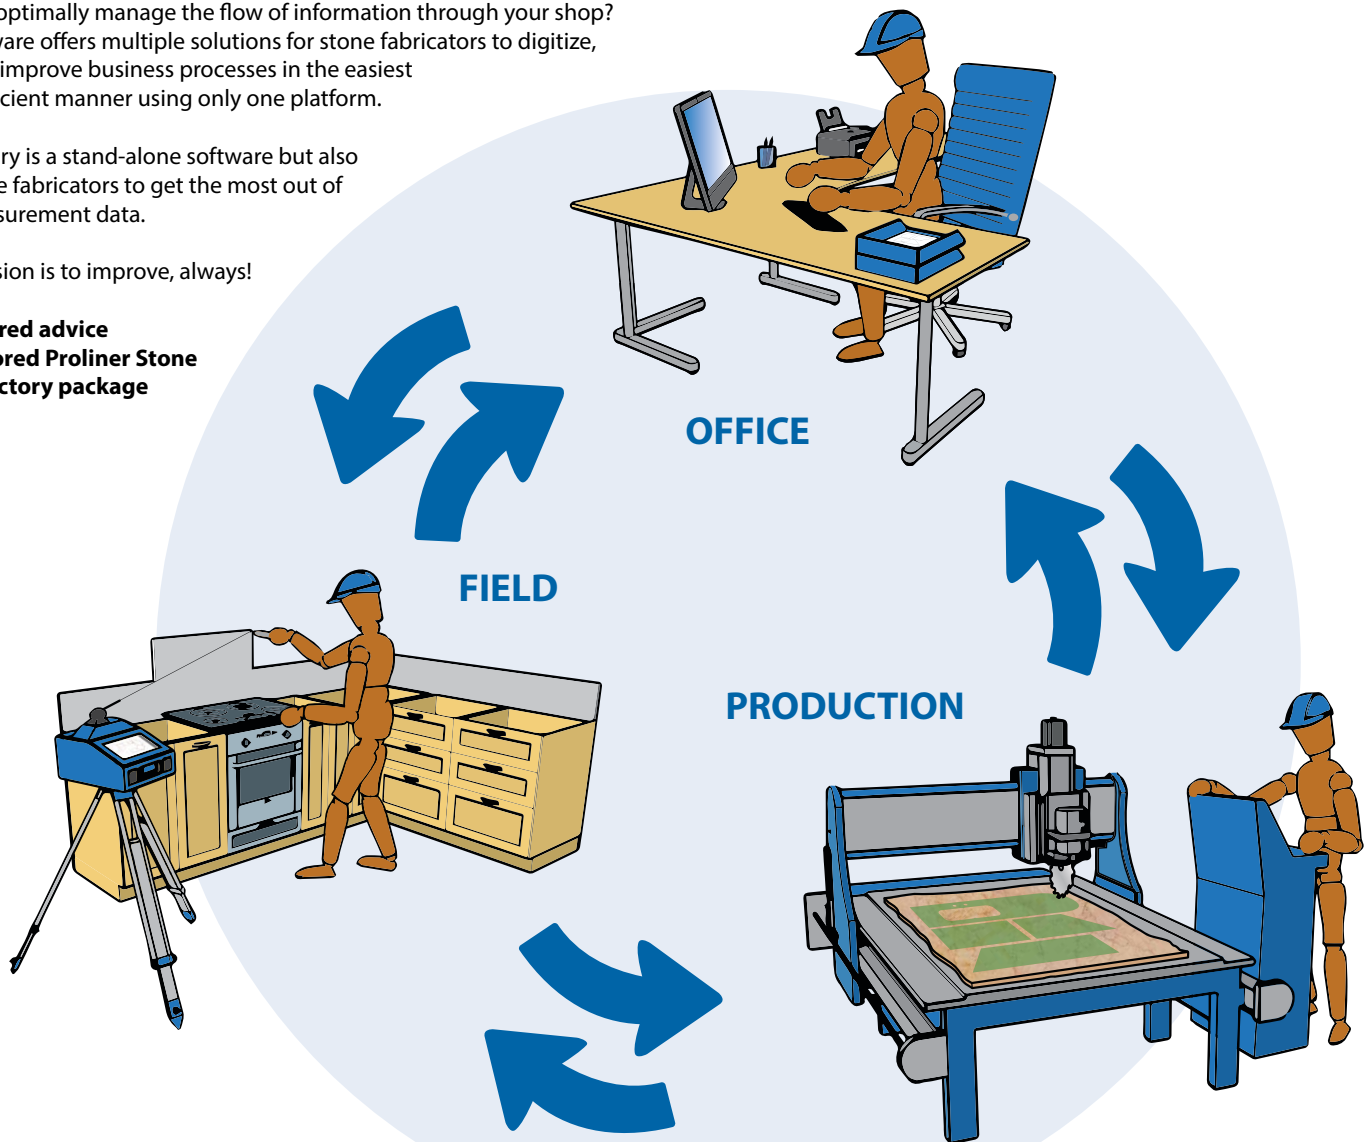 optimally manage the flow of information through your shop?
ware offers multiple solutions for stone fabricators to digitize,
improve business processes in the easiest
cient manner using only one platform.
ry is a stand-alone software but also
e fabricators to get the most out of
surement data.
sion is to improve, always!
red advice
ored Proliner Stone
ctory package
OFFICE
FIELD
PRODUCTION